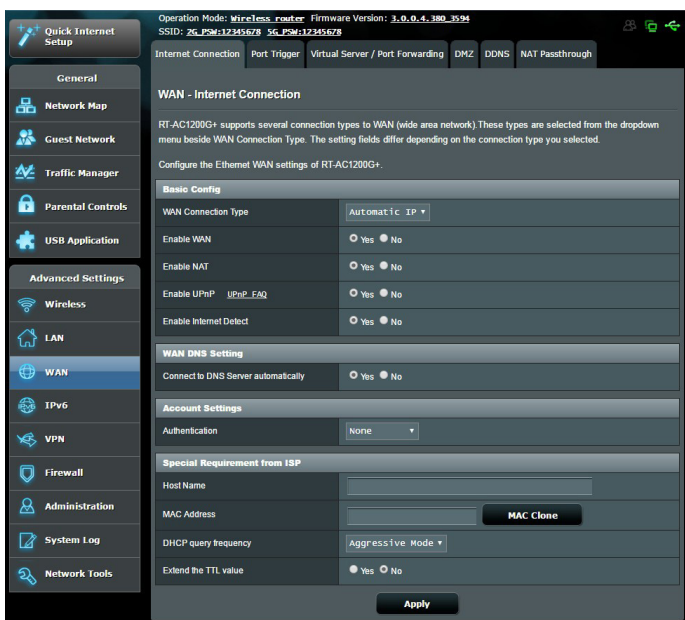 Quick Internet
Setup
General
Network Map
Guest Network
Traffic Manager
Parental Controls
USB Application
Advanced Settings
Wireless
LAN
WAN
IPv6
VPN
Firewall
Administration
System Log
Network Tools
Operation Mode: Wireless router Firmware Version: 3.0.0.4.380_3594
SSID: 2G_PSW:12345678 5G_PSW:12345678
Internet Connection Port Trigger Virtual Server / Port Forwarding DMZ DDNS NAT Passthrough
WAN - Internet Connection
RT-AC1200G+ supports several connection types to WAN (wide area network).These types are selected from the dropdown
menu beside WAN Connection Type. The setting fields differ depending on the connection type you selected.
Configure the Ethernet WAN settings of RT-AC1200G+.
Basic Config
WAN Connection Type Automatic IP
Enable WAN Yes No
Enable NAT Yes No
Enable UPnP UPnP FAQ Yes No
Enable Internet Detect Yes No
WAN DNS Setting
Connect to DNS Server automatically Yes No
Account Settings
Authentication None
Special Requirement from ISP
Host Name
MAC Address MAC Clone
DHCP query frequency Aggressive Mode
Extend the TTL value Yes No
Apply